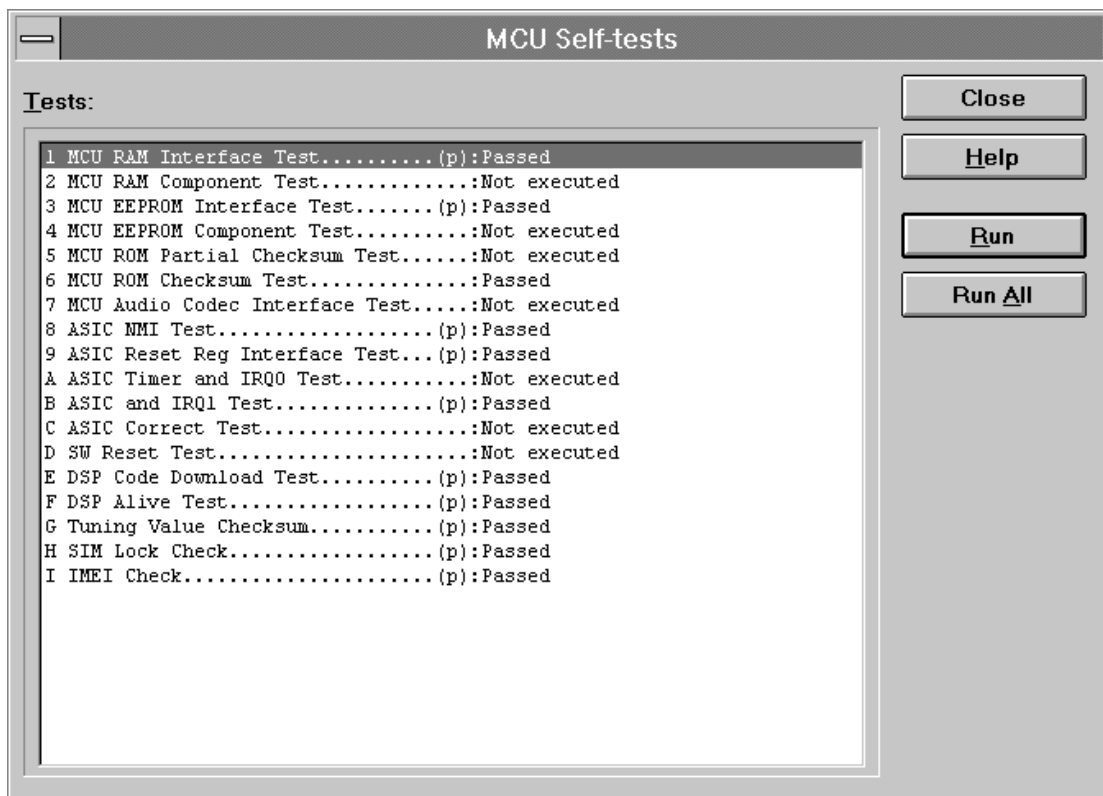 MCU Self-tests
Tests:
1 MCU RAM Interface Test..........(p):Passed
2 MCU RAM Component Test.............:Not executed
3 MCU EEPROM Interface Test.......(p):Passed
4 MCU EEPROM Component Test..........:Not executed
5 MCU ROM Partial Checksum Test......:Not executed
6 MCU ROM Checksum Test..............:Passed
7 MCU Audio Codec Interface Test.....:Not executed
8 ASIC NMI Test...................(p):Passed
9 ASIC Reset Reg Interface Test...(p):Passed
A ASIC Timer and IRQ0 Test...........:Not executed
B ASIC and IRQ1 Test..............(p):Passed
C ASIC Correct Test..................:Not executed
D SW Reset Test......................:Not executed
E DSP Code Download Test..........(p):Passed
F DSP Alive Test..................(p):Passed
G Tuning Value Checksum...........(p):Passed
H SIM Lock Check..................(p):Passed
I IMEI Check......................(p):Passed
Close
Help
Run
Run All